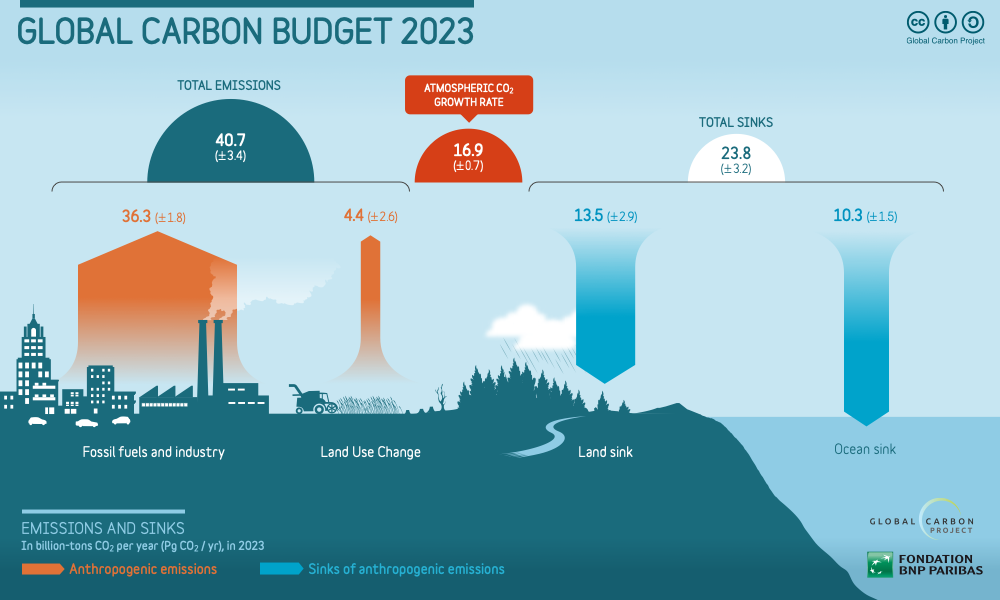 GLOBAL CARBON BUDGET 2023
cc
Global Carbon Project
TOTAL EMISSIONS
40.7
(±3.4)
ATMOSPHERIC CO₂
GROWTH RATE
16.9
(±0.7)
TOTAL SINKS
23.8
(±3.2)
36.3 (±1.8)
4.4 (±2.6)
13.5 (±2.9)
10.3 (±1.5)
Fossil fuels and industry
Land Use Change
Land sink
Ocean sink
EMISSIONS AND SINKS
In billion-tons CO₂ per year (Pg CO₂ / yr), in 2023
Anthropogenic emissions
Sinks of anthropogenic emissions
GLOBAL CARBON
PROJECT
FONDATION
BNP PARIBAS